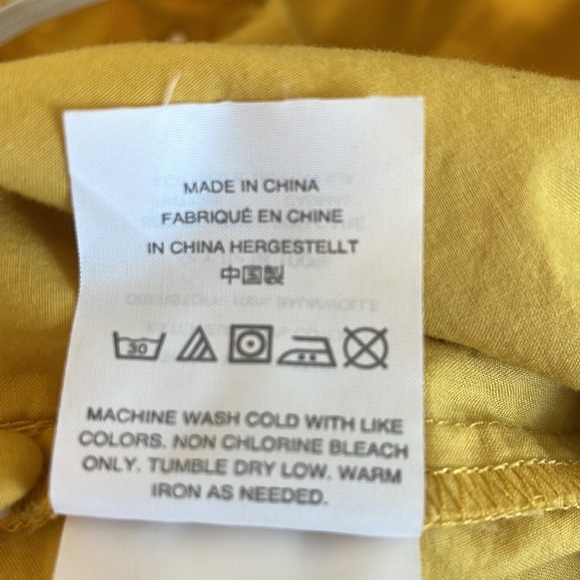 MADE IN CHINA
FABRIQUÉ EN CHINE
IN CHINA HERGESTELLT
中国製
30
MACHINE WASH COLD WITH LIKE
COLORS. NON CHLORINE BLEACH
ONLY. TUMBLE DRY LOW. WARM
IRON AS NEEDED.